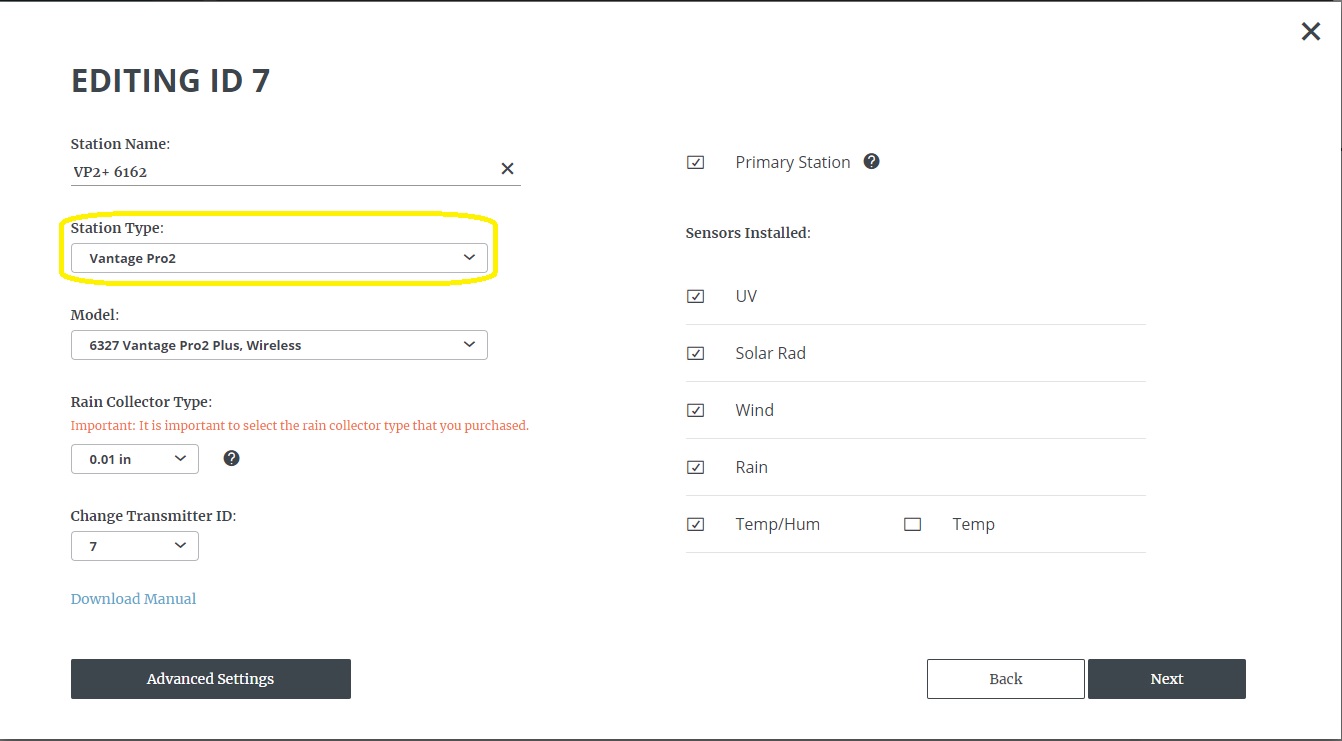 EDITING ID 7
Station Name:
VP2+ 6162
Station Type:
Vantage Pro2
Model:
6327 Vantage Pro2 Plus, Wireless
Rain Collector Type:
Important: It is important to select the rain collector type that you purchased.
0.01 in
Change Transmitter ID:
7
Download Manual
Advanced Settings
Primary Station
Sensors Installed:
UV
Solar Rad
Wind
Rain
Temp/Hum Temp
Back Next